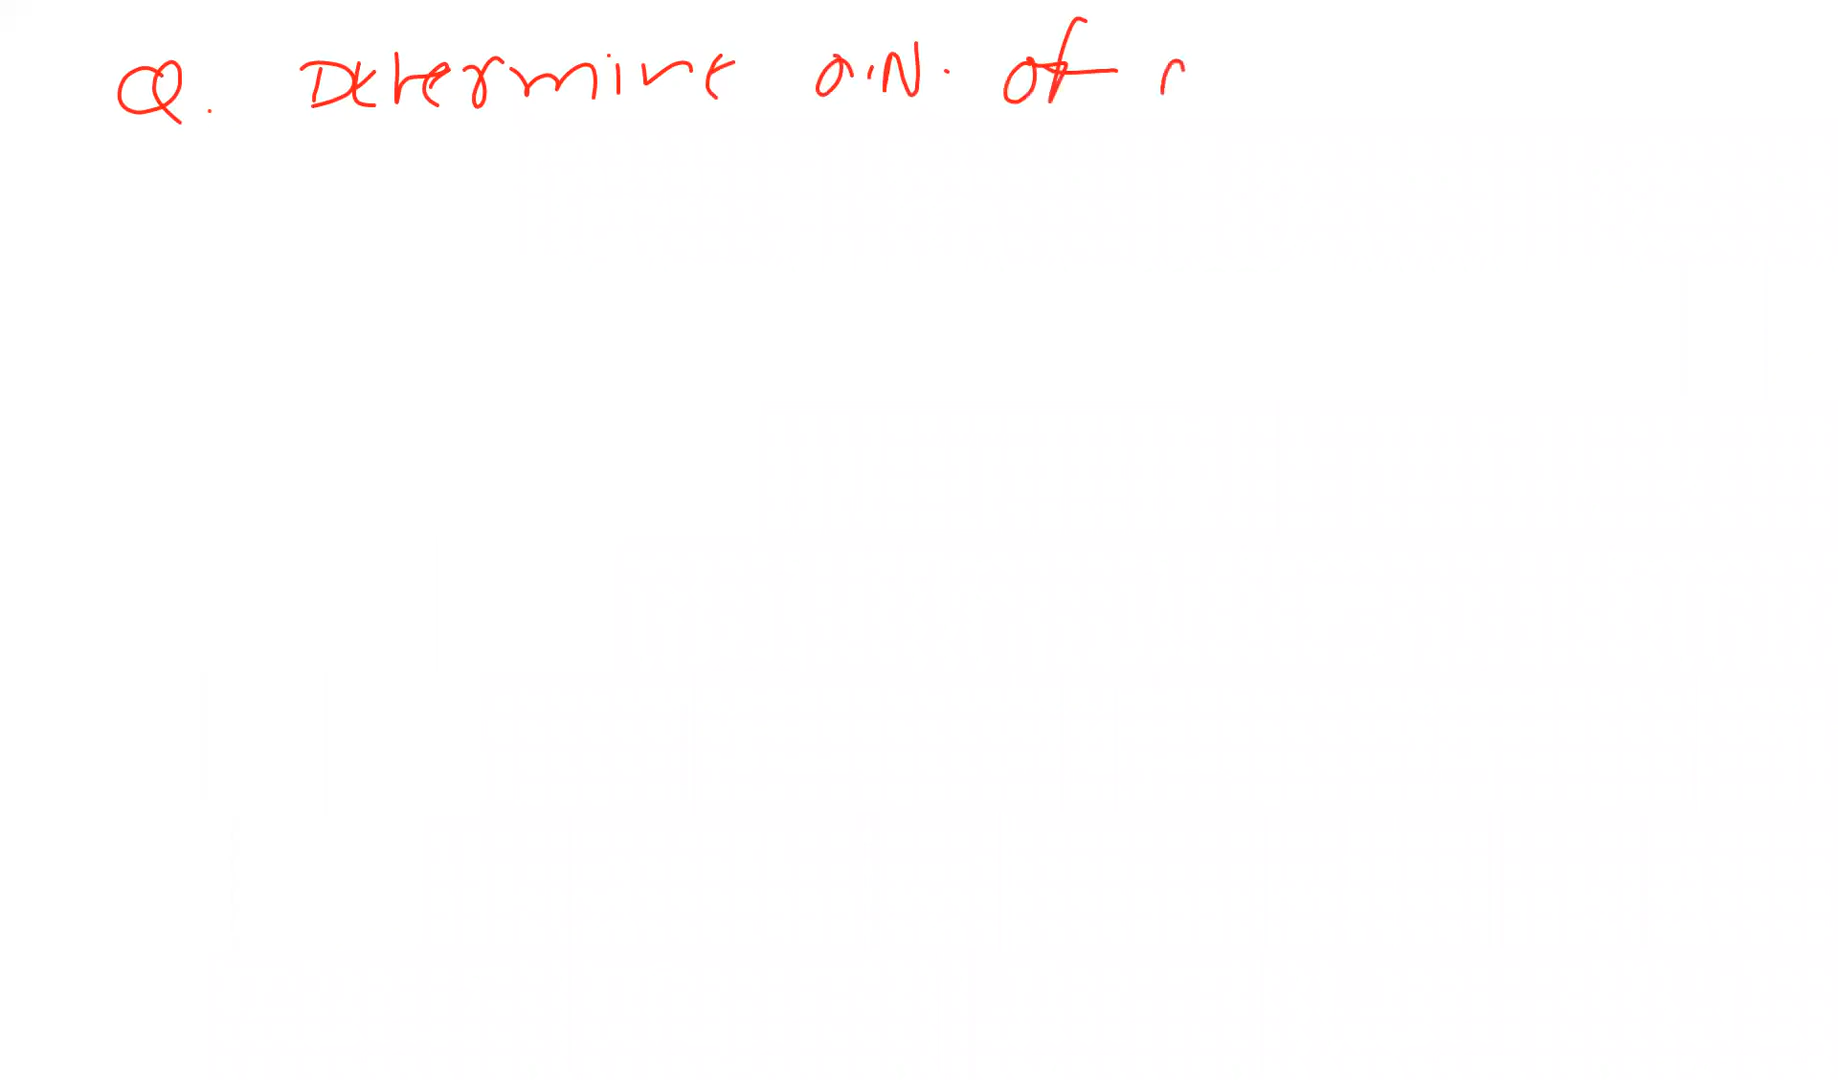 Q. Determine O.N. of